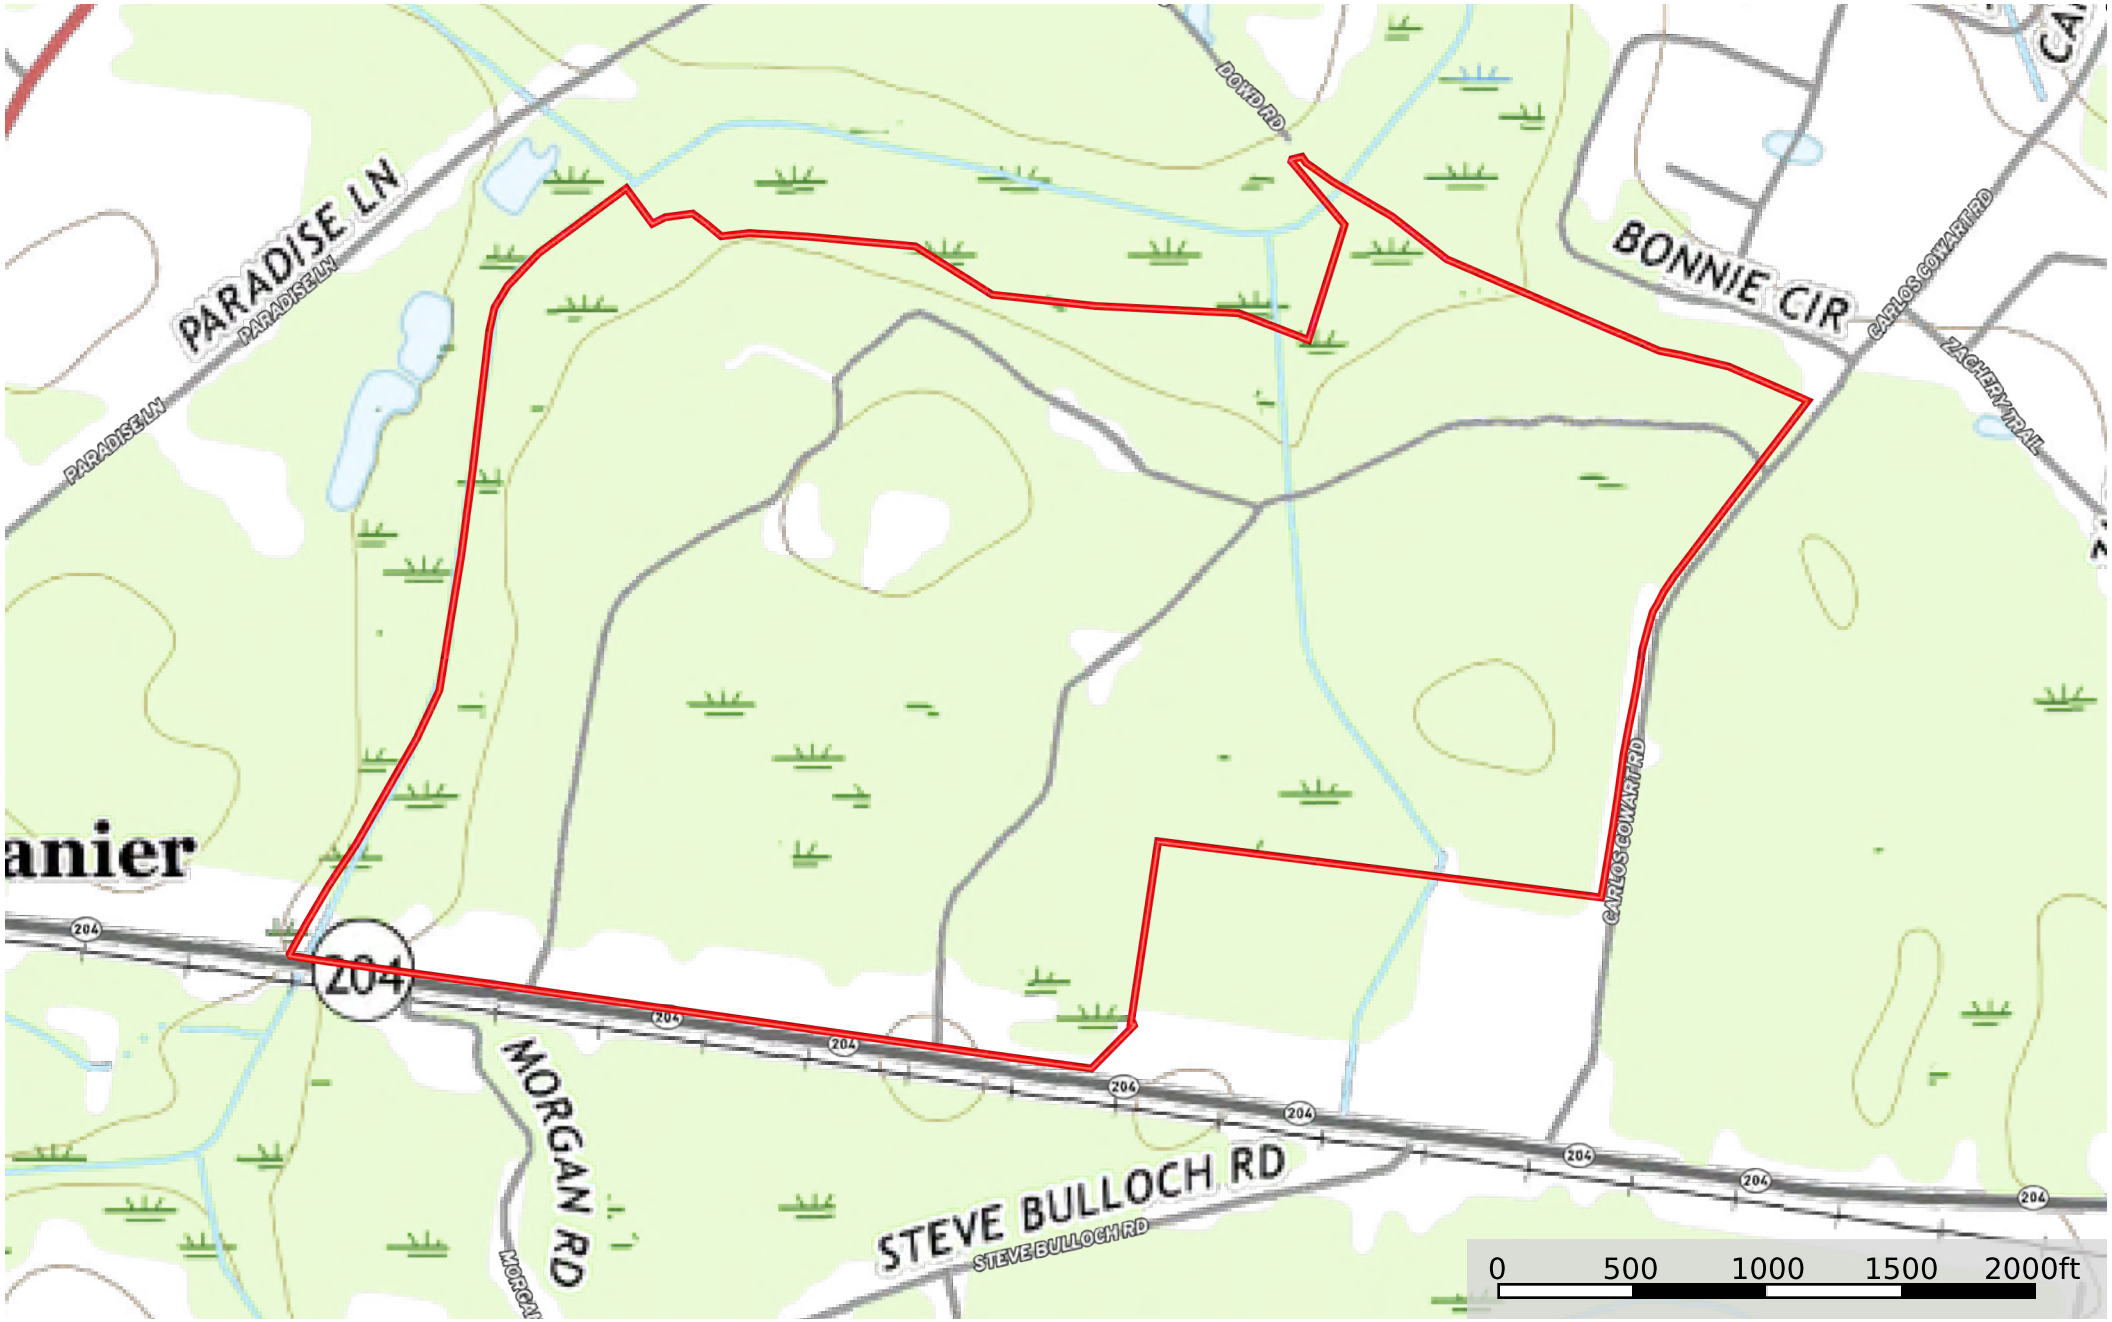 DOWD RD
CAR
PARADISE LN
PARADISE LN
PARADISE LN
BONNIE CIR
CARLOS COWART RD
ZACHERY TRAIL
anier
204
204
204
204
CARLOS COWART RD
204
204
204
204
204
MORGAN RD
MORGAN
STEVE BULLOCH RD
STEVE BULLOCH RD
0 500 1000 1500 2000ft